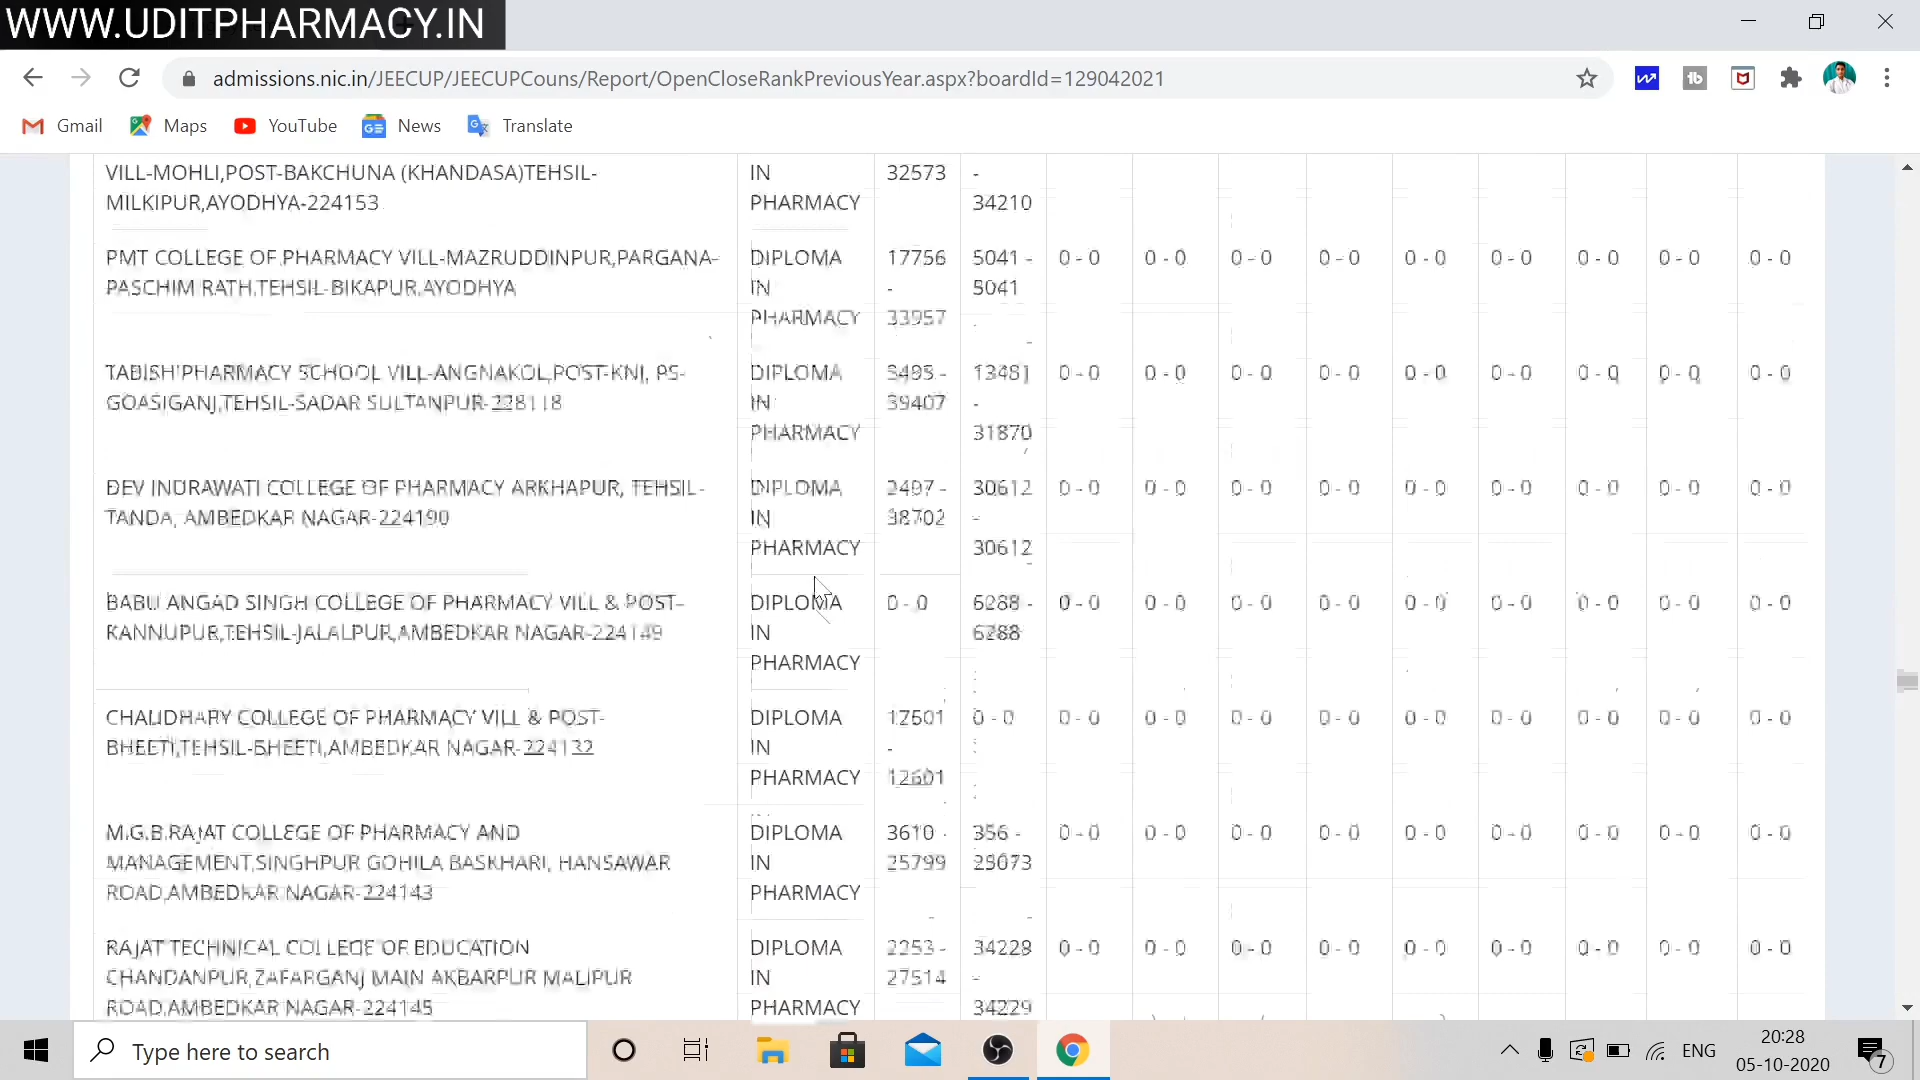 WWW.UDITPHARMACY.IN
admissions.nic.in/JEECUP/JEECUPCouns/Report/OpenCloseRankPreviousYear.aspx?boardId=129042021
Gmail Maps YouTube News Translate
VILL-MOHLI,POST-BAKCHUNA (KHANDASA)TEHSIL- IN 32573 -
MILKIPUR,AYODHYA-224153 PHARMACY 34210
PMT COLLEGE OF PHARMACY VILL-MAZRUDDINPUR,PARGANA- DIPLOMA 17756 5041 - 0 - 0 0 - 0 0 - 0 0 - 0 0 - 0 0 - 0 0 - 0 0 - 0 0 - 0
PASCHIM RATH,TEHSIL-BIKAPUR,AYODHYA IN - 5041
PHARMACY 33957
TABISH PHARMACY SCHOOL VILL-ANGNAKOL,POST-KNI, PS- DIPLOMA 13481 0 - 0 0 - 0 0 - 0 0 - 0 0 - 0 0 - 0 0 - 0 0 - 0 0 - 0
GOASIGANJ,TEHSIL-SADAR SULTANPUR-228118 IN 39407 -
PHARMACY 31870
DEV INDRAWATI COLLEGE OF PHARMACY ARKHAPUR, TEHSIL- DIPLOMA 30612 0 - 0 0 - 0 0 - 0 0 - 0 0 - 0 0 - 0 0 - 0 0 - 0 0 - 0
TANDA, AMBEDKAR NAGAR-224190 IN 38702 -
PHARMACY 30612
BABU ANGAD SINGH COLLEGE OF PHARMACY VILL & POST- DIPLOMA 0 - 0 6288 - 0 - 0 0 - 0 0 - 0 0 - 0 0 - 0 0 - 0 0 - 0 0 - 0 0 - 0
KANNUPUR,TEHSIL-JALALPUR,AMBEDKAR NAGAR-224149 IN 6288
PHARMACY
CHAUDHARY COLLEGE OF PHARMACY VILL & POST- DIPLOMA 0 - 0 0 - 0 0 - 0 0 - 0 0 - 0 0 - 0 0 - 0 0 - 0 0 - 0 0 - 0
BHEETI,TEHSIL-BHEETI,AMBEDKAR NAGAR-224132 IN -
PHARMACY 12601
M.G.B.RAJAT COLLEGE OF PHARMACY AND DIPLOMA 3610 - 356 - 0 - 0 0 - 0 0 - 0 0 - 0 0 - 0 0 - 0 0 - 0 0 - 0 0 - 0
MANAGEMENT,SINGHPUR GOHILA BASKHARI, HANSAWAR IN 25799
ROAD,AMBEDKAR NAGAR-224143 PHARMACY
RAJAT TECHNICAL COLLEGE OF EDUCATION DIPLOMA 2253 - 34229 0 - 0 0 - 0 0 - 0 0 - 0 0 - 0 0 - 0 0 - 0 0 - 0 0 - 0
CHANDANPUR,ZAFARGANJ MAIN AKBARPUR MALIPUR IN 27514 -
ROAD,AMBEDKAR NAGAR-224145 PHARMACY 34229
Type here to search
ENG
20:28
05-10-2020
7